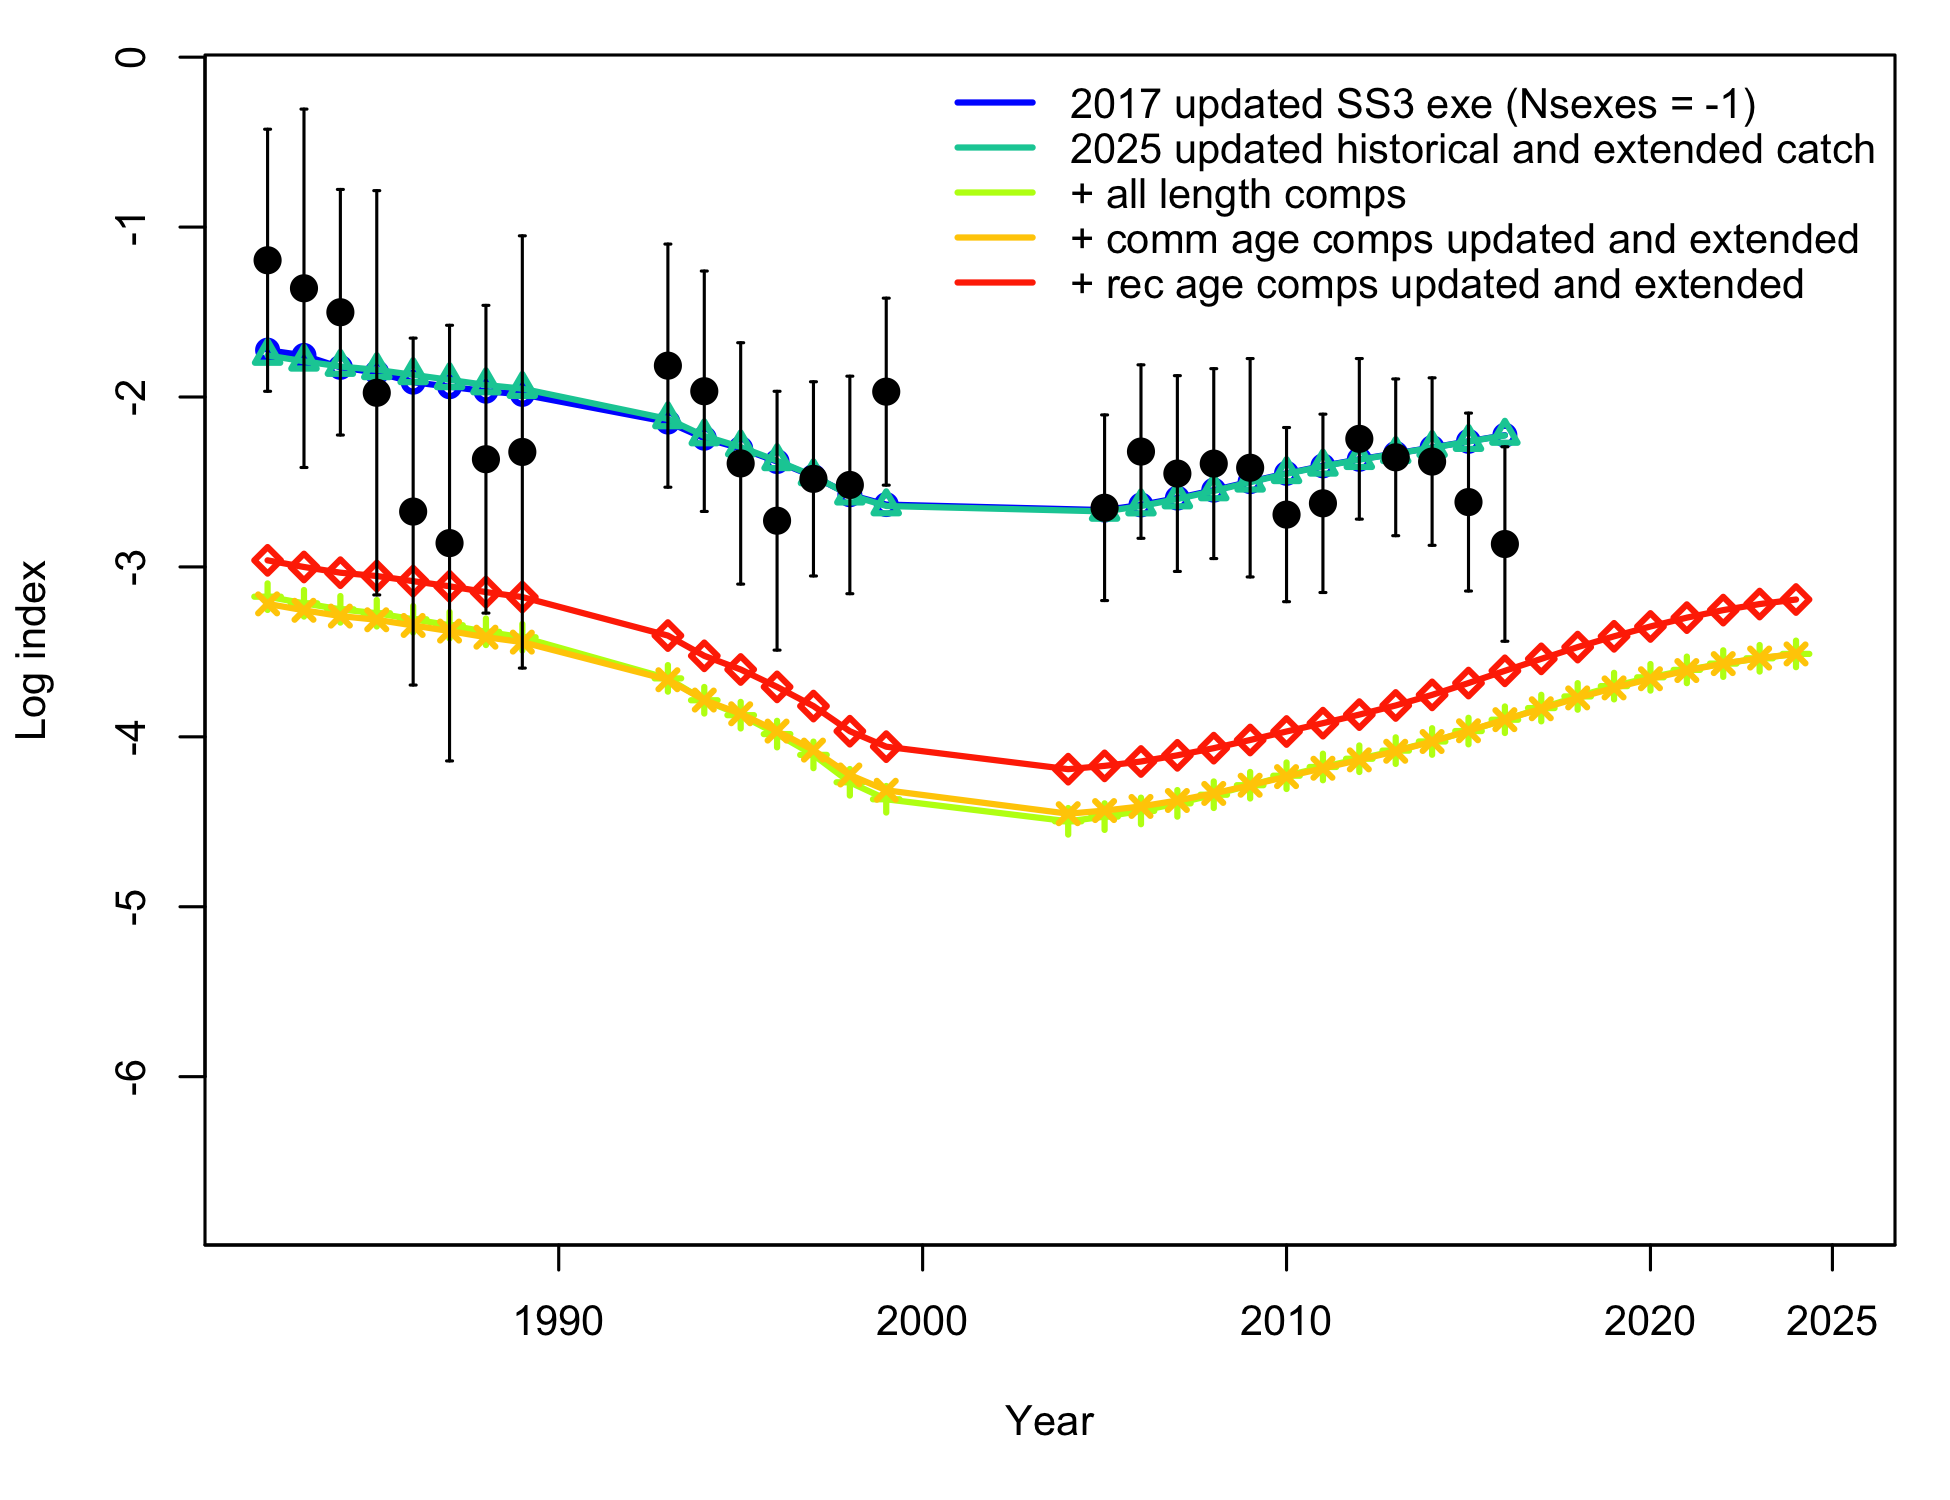 2017 updated SS3 exe (Nsexes = -1)
2025 updated historical and extended catch
+ all length comps
+ comm age comps updated and extended
+ rec age comps updated and extended
Log index
0
-1
-2
-3
-4
-5
-6
1990 2000 2010 2020 2025
Year